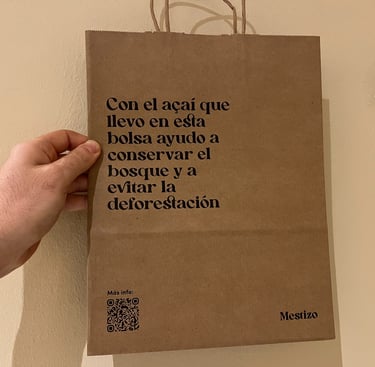 Con el açaí que
llevo en esta
bolsa ayudo a
conservar el
bosque y a
evitar la
deforestación
Más info:
Mestizo